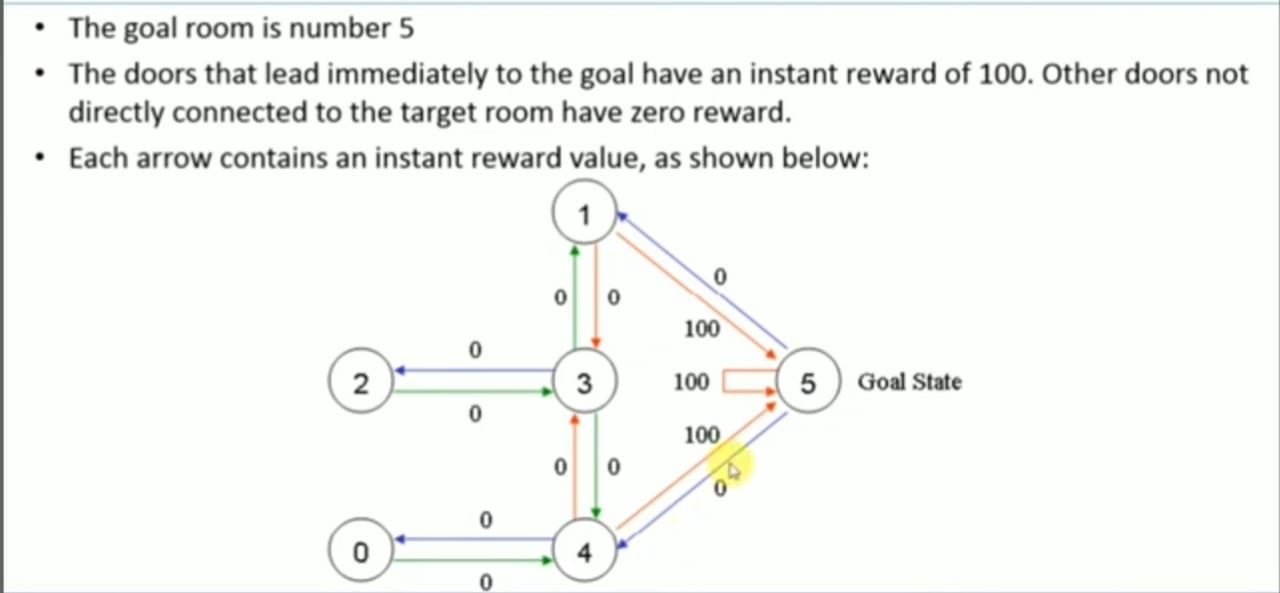 • The goal room is number 5
• The doors that lead immediately to the goal have an instant reward of 100. Other doors not
directly connected to the target room have zero reward.
• Each arrow contains an instant reward value, as shown below:
1
0
0 0
100
0
2 3 100 5 Goal State
0
100
0 0
0
0
0 4
0